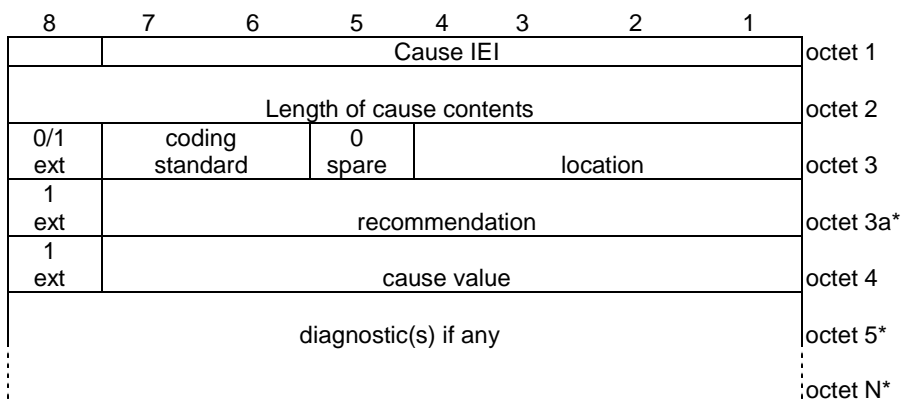 8 7 6 5 4 3 2 1
Cause IEI octet 1
Length of cause contents octet 2
0/1 coding 0
ext standard spare location octet 3
1
ext recommendation octet 3a*
1
ext cause value octet 4
diagnostic(s) if any octet 5*
octet N*